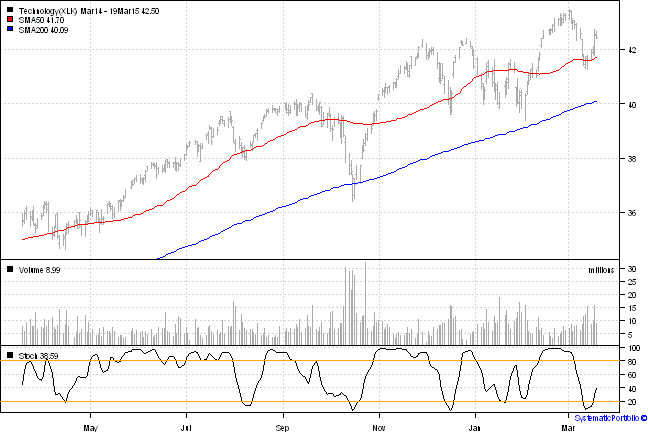 Technology(XLK) Mar14 - 19Mar15 42.50
SMA50 41.70
SMA200 40.09
42
40
38
36
Volume 8.99
millions
30
25
20
15
10
5
Stoch 38.59
100
80
60
40
20
May
Jul
Sep
Nov
Jan
Mar
SystematicPortfolio ©